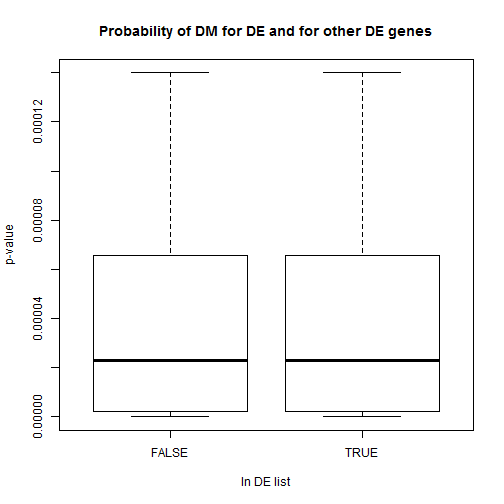 Probability of DM for DE and for other DE genes
0.00012
0.00008
0.00004
0.00000
p-value
FALSE
TRUE
In DE list